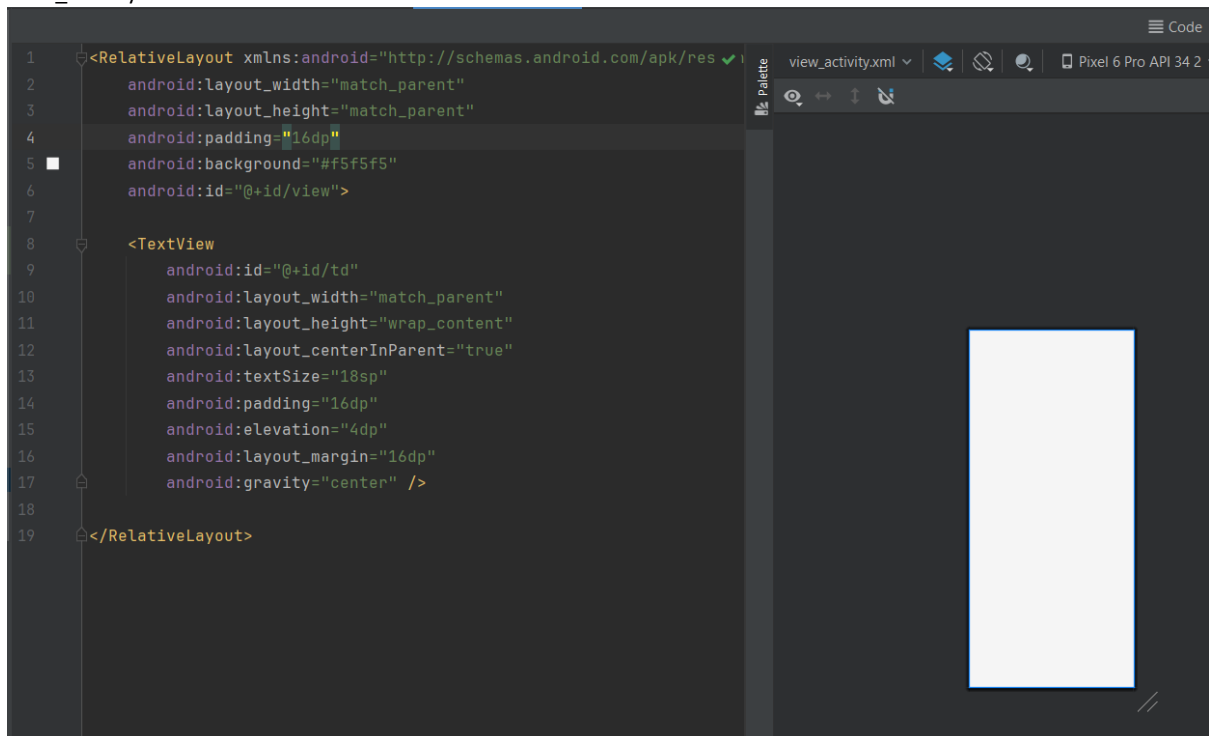 Code
view_activity.xml
Pixel 6 Pro API 34 2
Palette
1 <RelativeLayout xmlns:android="http://schemas.android.com/apk/res
2 android:layout_width="match_parent"
3 android:layout_height="match_parent"
4 android:padding="16dp"
5 android:background="#f5f5f5"
6 android:id="@+id/view">
7
8 <TextView
9 android:id="@+id/td"
10 android:layout_width="match_parent"
11 android:layout_height="wrap_content"
12 android:layout_centerInParent="true"
13 android:textSize="18sp"
14 android:padding="16dp"
15 android:elevation="4dp"
16 android:layout_margin="16dp"
17 android:gravity="center" />
18
19 </RelativeLayout>